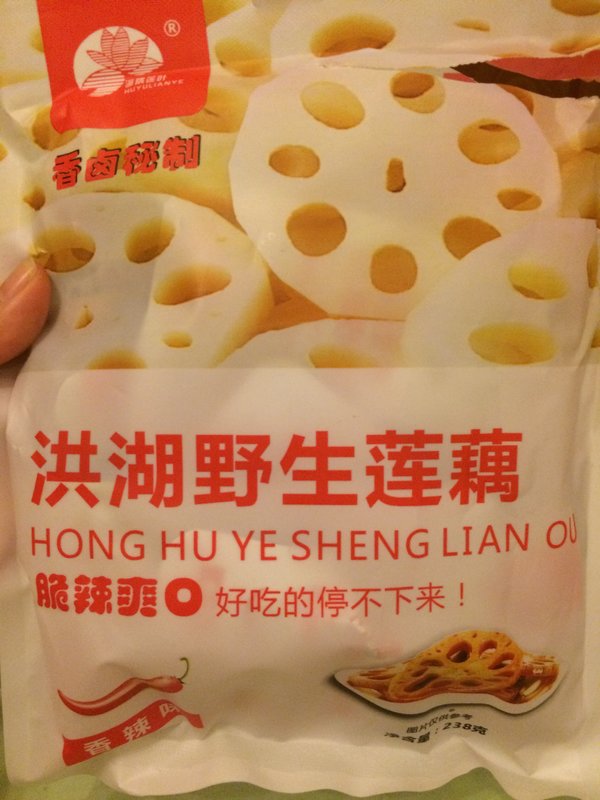 ®
HUYULIANYE
香卤秘制
洪湖野生莲藕
HONG HU YE SHENG LIAN OU
脆辣爽口 好吃的停不下来！
香辣味
图片仅供参考
净含量：238克